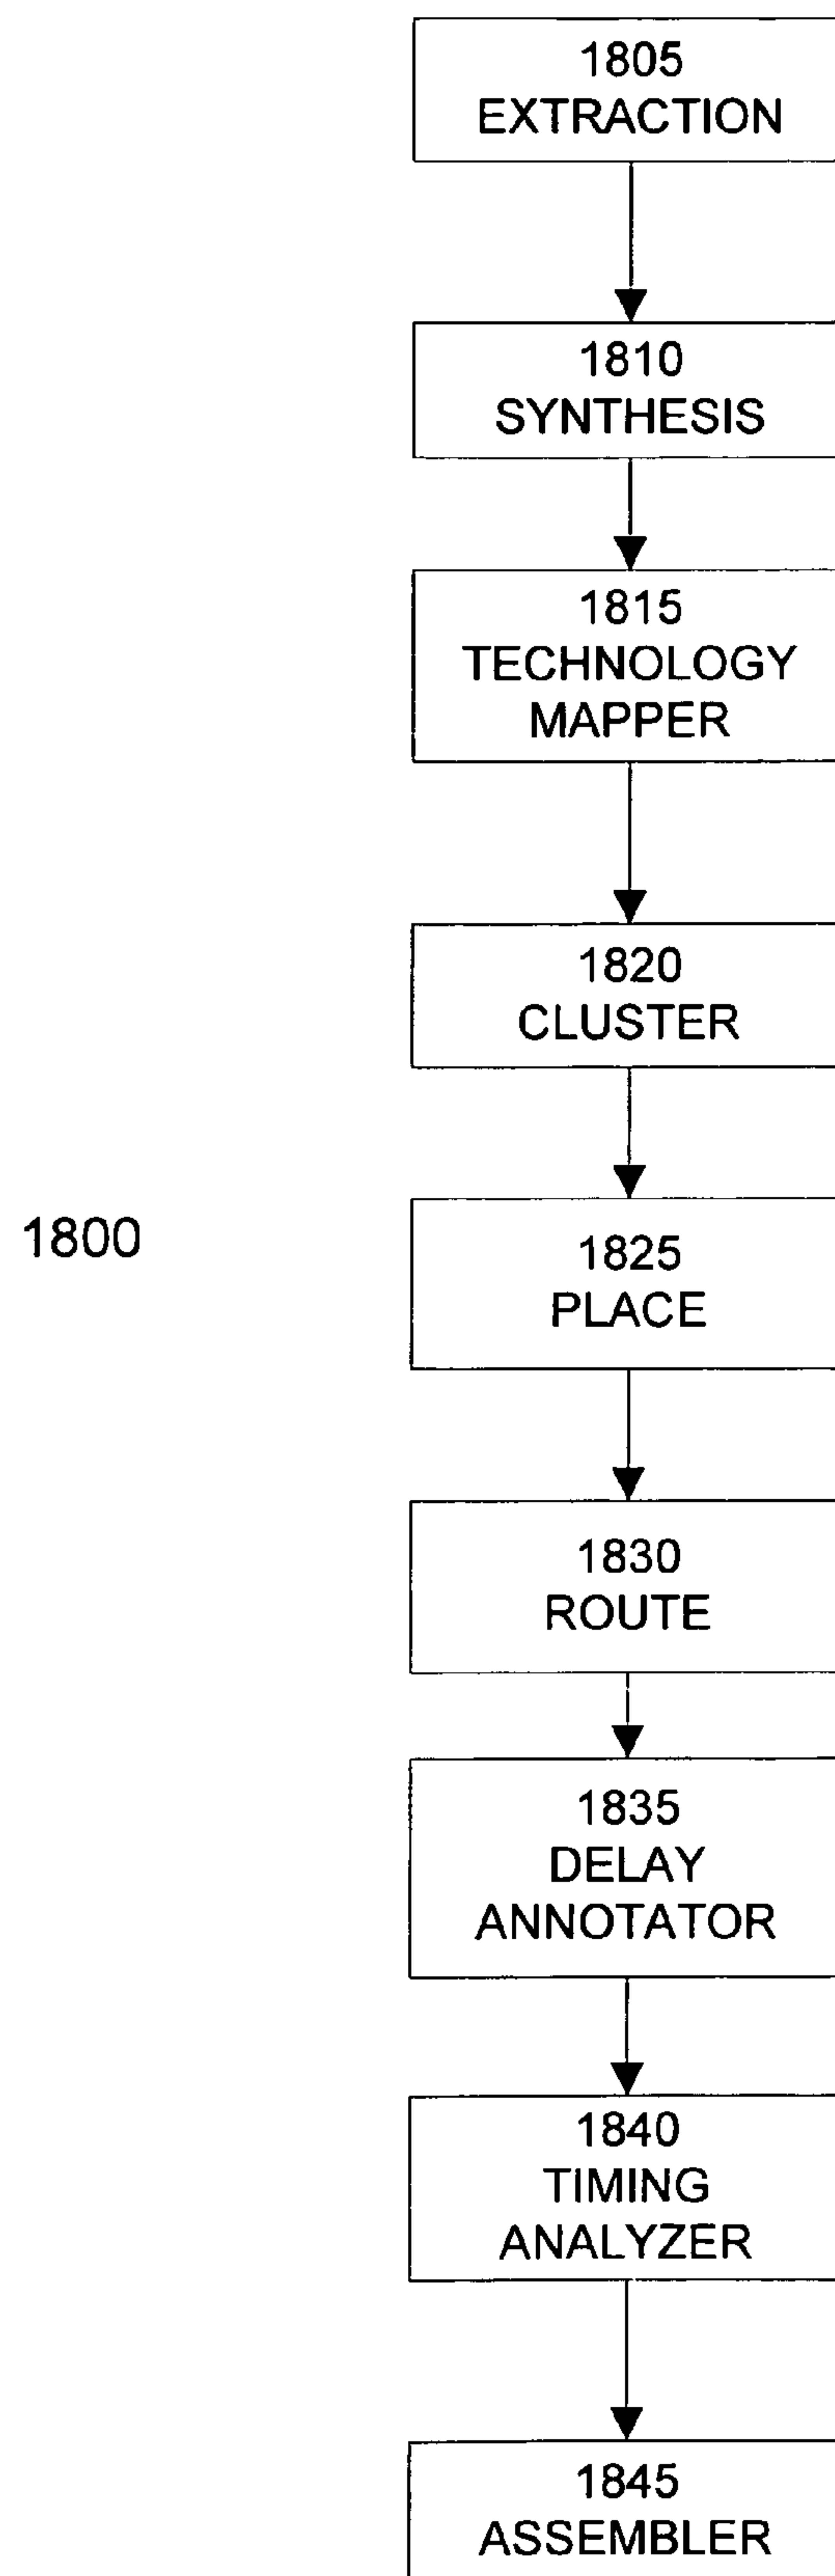 1805
EXTRACTION
1810
SYNTHESIS
1815
TECHNOLOGY
MAPPER
1820
CLUSTER
1800
1825
PLACE
1830
ROUTE
1835
DELAY
ANNOTATOR
1840
TIMING
ANALYZER
1845
ASSEMBLER